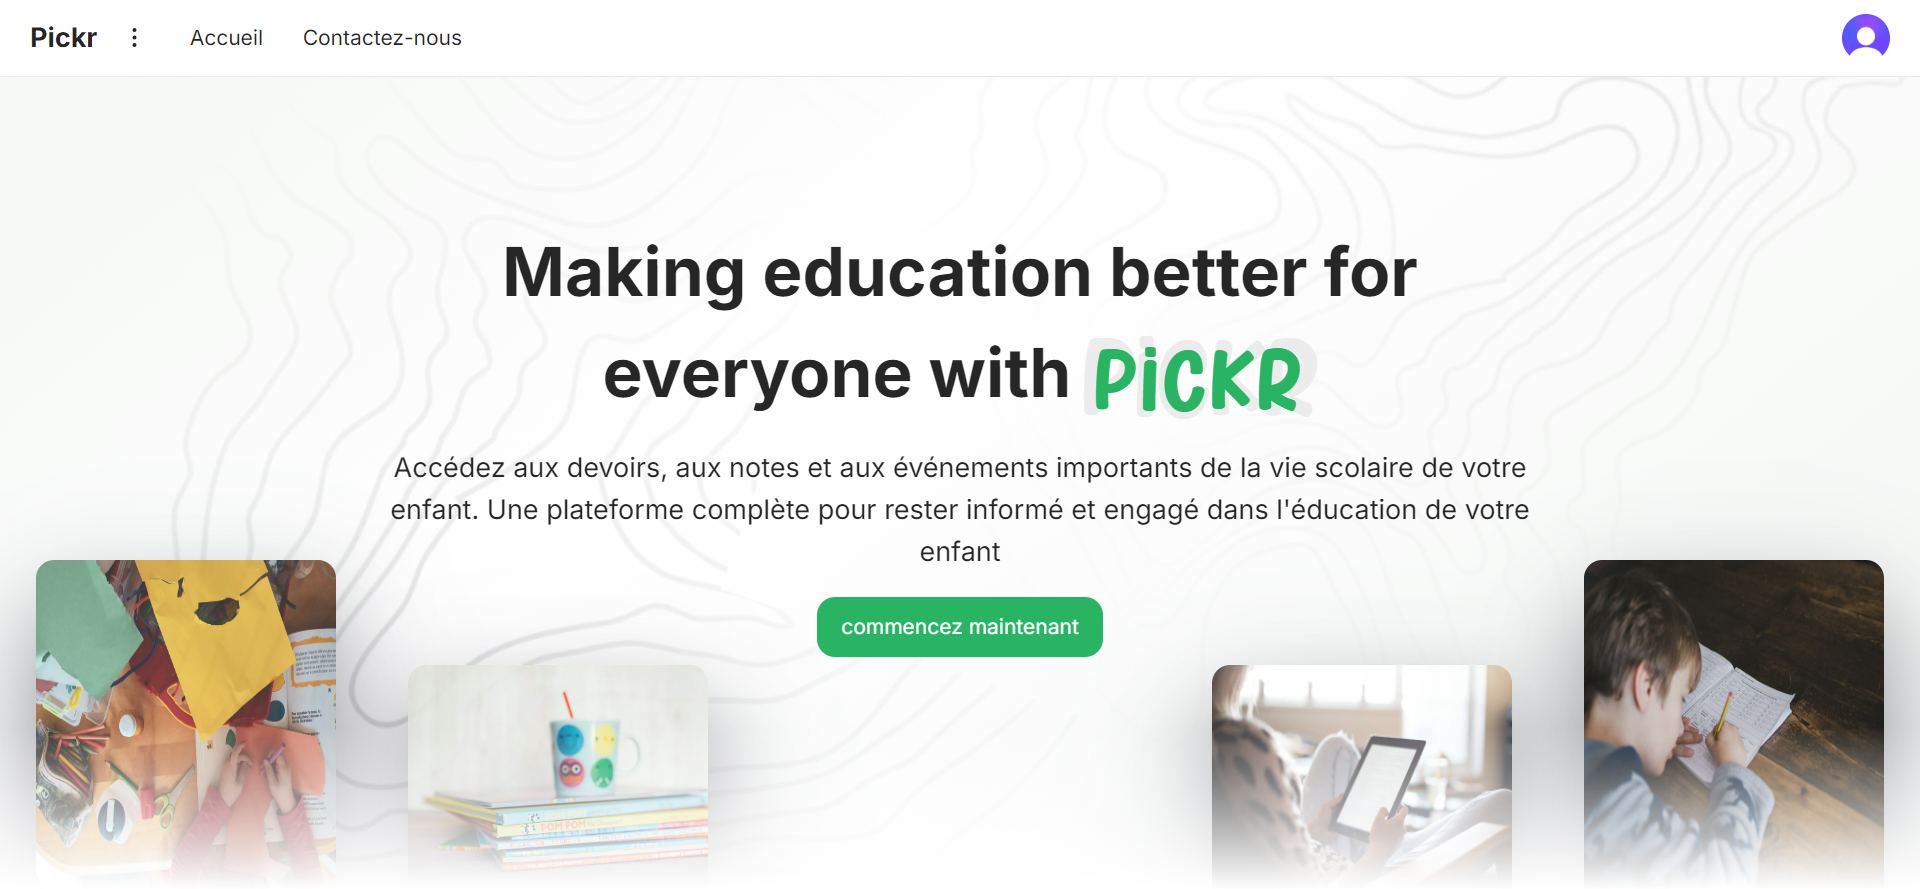 Pickr
Accueil
Contactez-nous
Making education better for
everyone with PiCKR
Accédez aux devoirs, aux notes et aux événements importants de la vie scolaire de votre
enfant. Une plateforme complète pour rester informé et engagé dans l'éducation de votre
enfant
commencez maintenant
POM POM